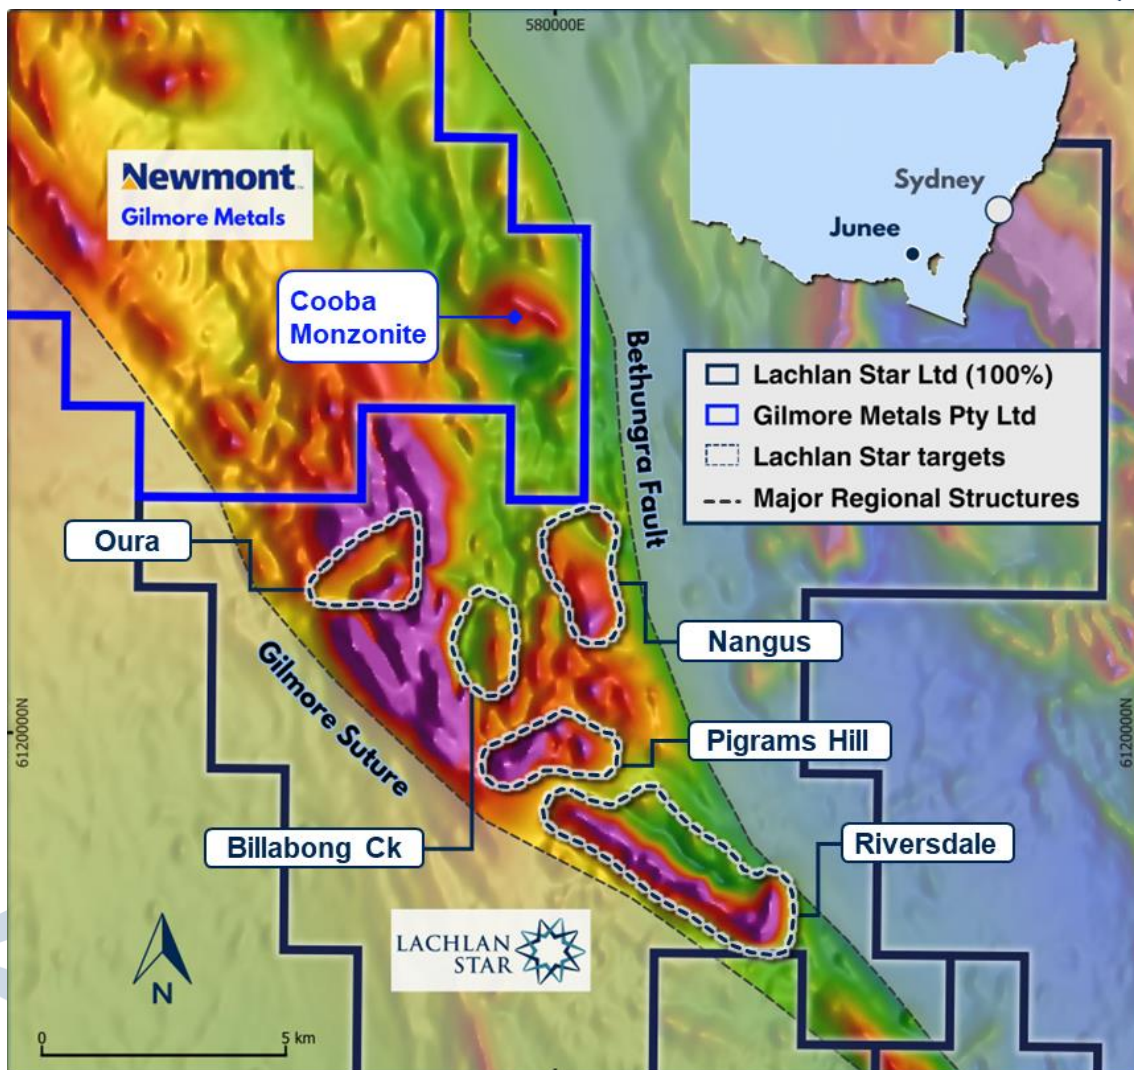 580000E
Newmont™
Gilmore Metals
Sydney
Junee
Cooba
Monzonite
Bethungra Fault
Lachlan Star Ltd (100%)
Gilmore Metals Pty Ltd
Lachlan Star targets
Major Regional Structures
Oura
Nangus
Gilmore Suture
6120000N
6120000N
Pigrams Hill
Billabong Ck
Riversdale
LACHLAN
STAR
N
0
5 km